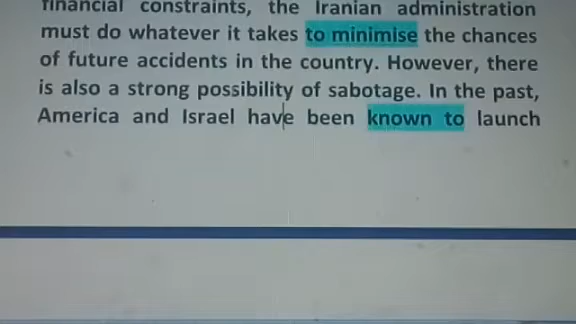 financial constraints, the Iranian administration
must do whatever it takes to minimise the chances
of future accidents in the country. However, there
is also a strong possibility of sabotage. In the past,
America and Israel have been known to launch